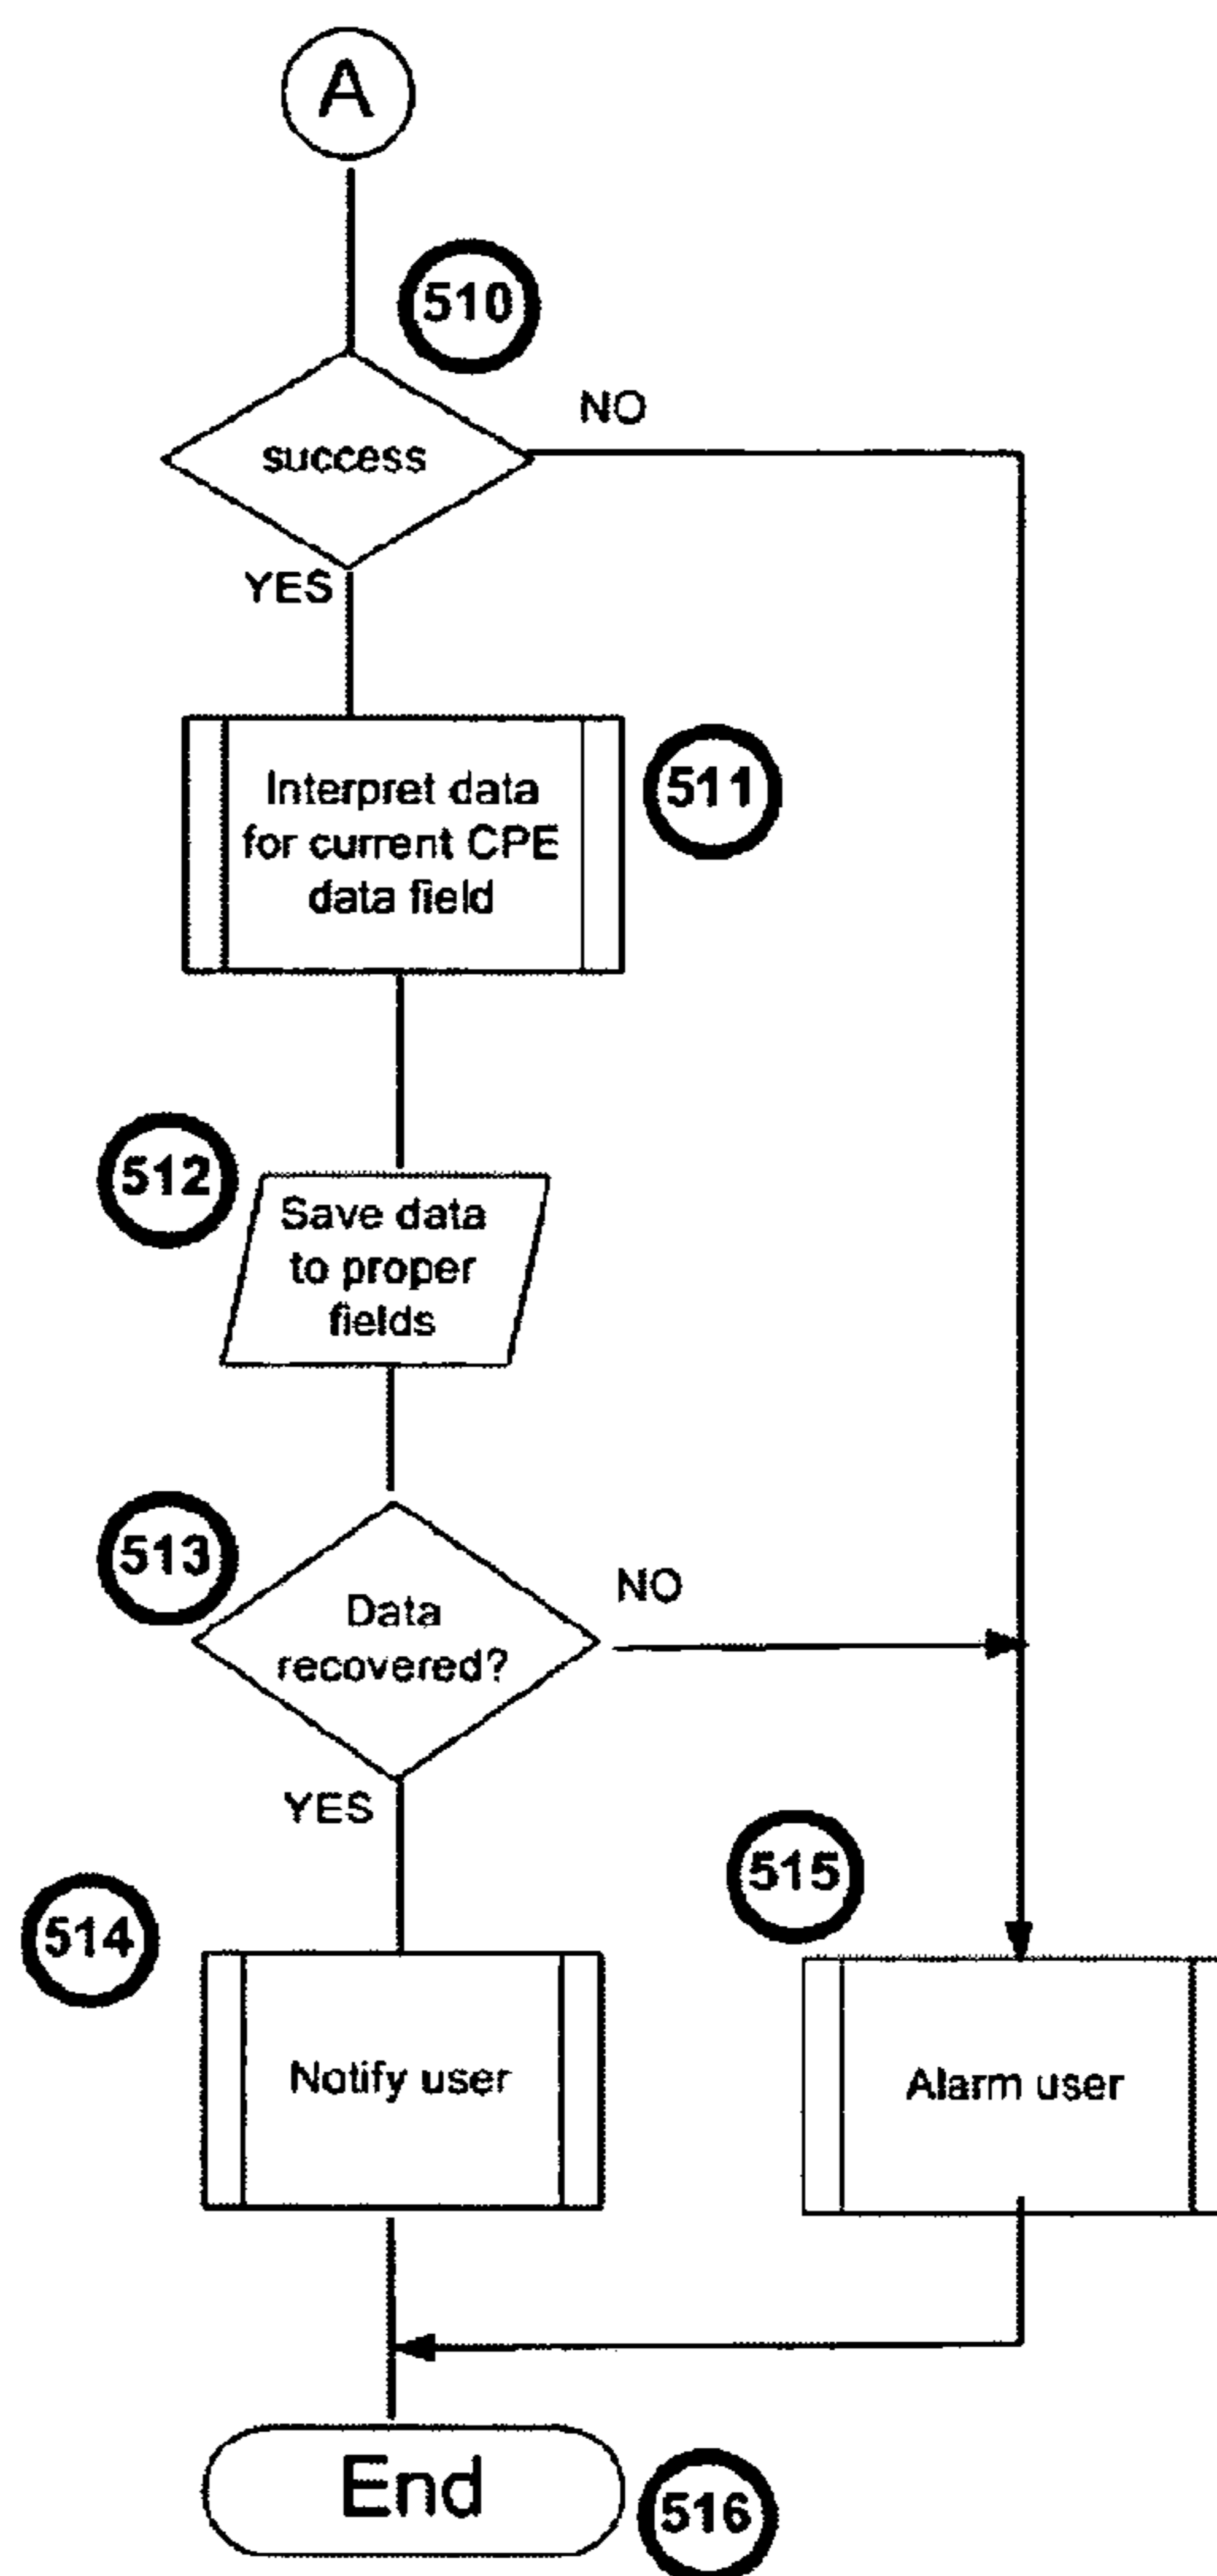 A
510
NO
success
YES
Interpret data
for current CPE
data field
511
512
Save data
to proper
fields
513
NO
Data
recovered?
YES
515
514
Notify user
Alarm user
End
516